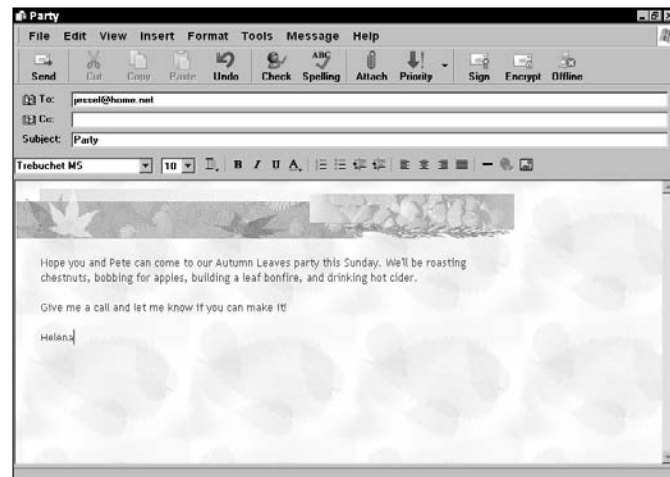 Party
File Edit View Insert Format Tools Message Help
ABC
Send Cut Copy Paste Undo Check Spelling Attach Priority Sign Encrypt Offline
To: jessel@home.net
Cc:
Subject: Party
Trebuchet MS 10 B I U A
Hope you and Pete can come to our Autumn Leaves party this Sunday. We'll be roasting
chestnuts, bobbing for apples, building a leaf bonfire, and drinking hot cider.
Give me a call and let me know if you can make it!
Helena